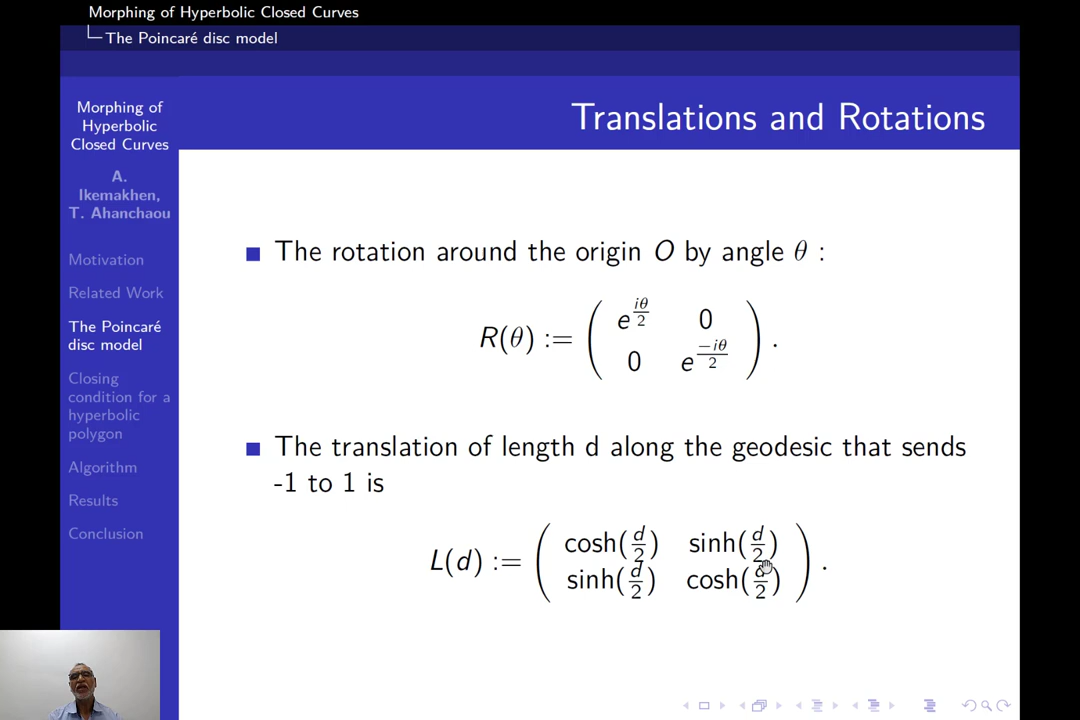 Morphing of Hyperbolic Closed Curves
The Poincaré disc model
Morphing of
Hyperbolic
Closed Curves
A.
Ikemakhen,
T. Ahanchaou
Motivation
Related Work
The Poincaré
disc model
Closing
condition for a
hyperbolic
polygon
Algorithm
Results
Conclusion
Translations and Rotations
The rotation around the origin O by angle θ :
R(θ) := ( e^{iθ/2} 0
0 e^{-iθ/2} ) .
The translation of length d along the geodesic that sends
-1 to 1 is
L(d) := ( cosh(d/2) sinh(d/2)
sinh(d/2) cosh(d/2) ) .